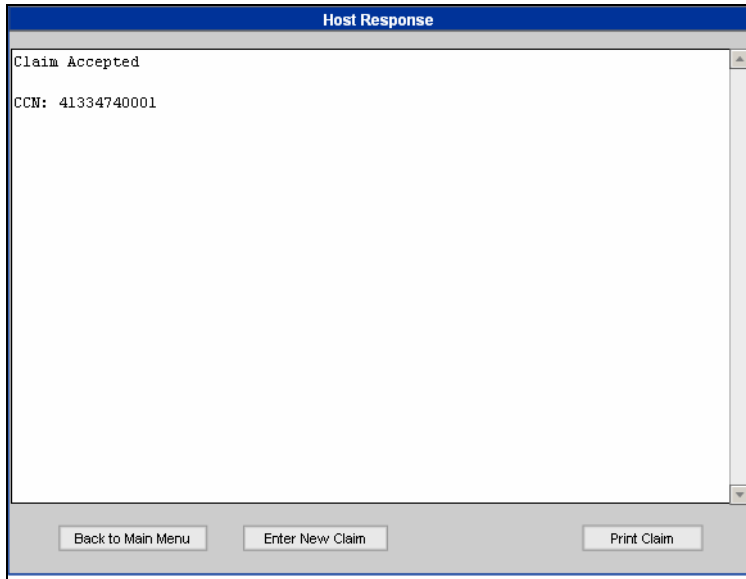 Host Response
Claim Accepted
CCN: 41334740001
Back to Main Menu
Enter New Claim
Print Claim